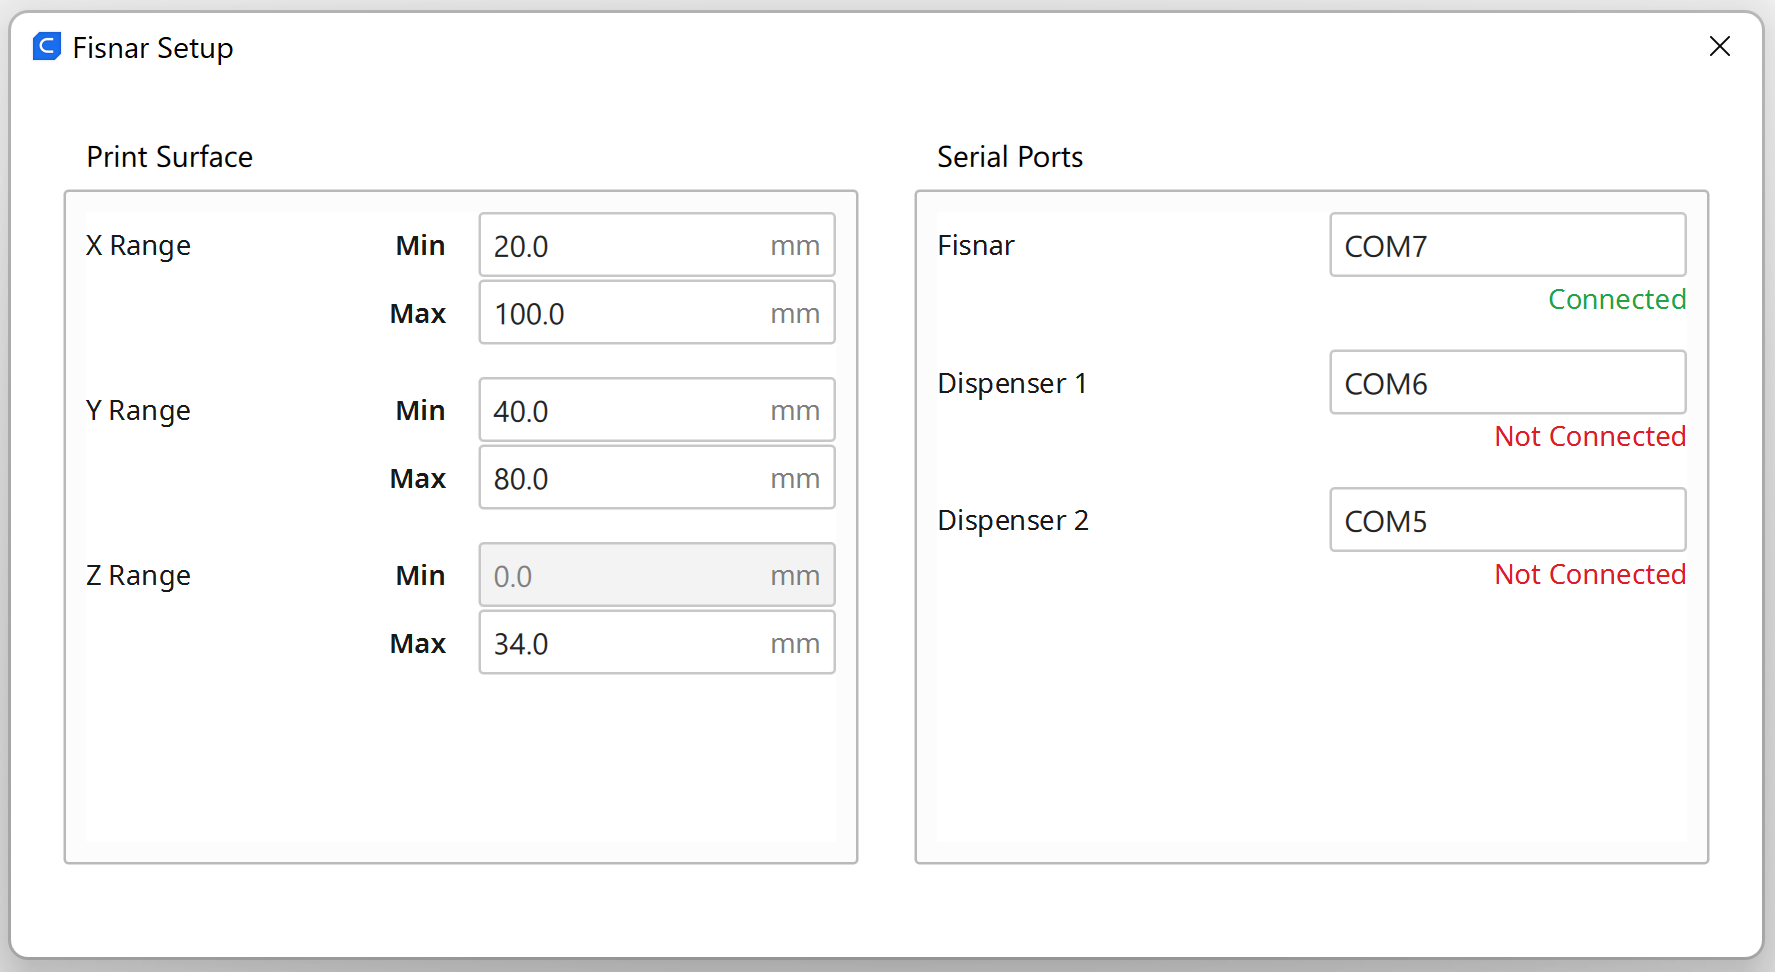 Fisnar Setup
Print Surface
X Range Min 20.0 mm
Max 100.0 mm
Y Range Min 40.0 mm
Max 80.0 mm
Z Range Min 0.0 mm
Max 34.0 mm
Serial Ports
Fisnar COM7
Connected
Dispenser 1 COM6
Not Connected
Dispenser 2 COM5
Not Connected